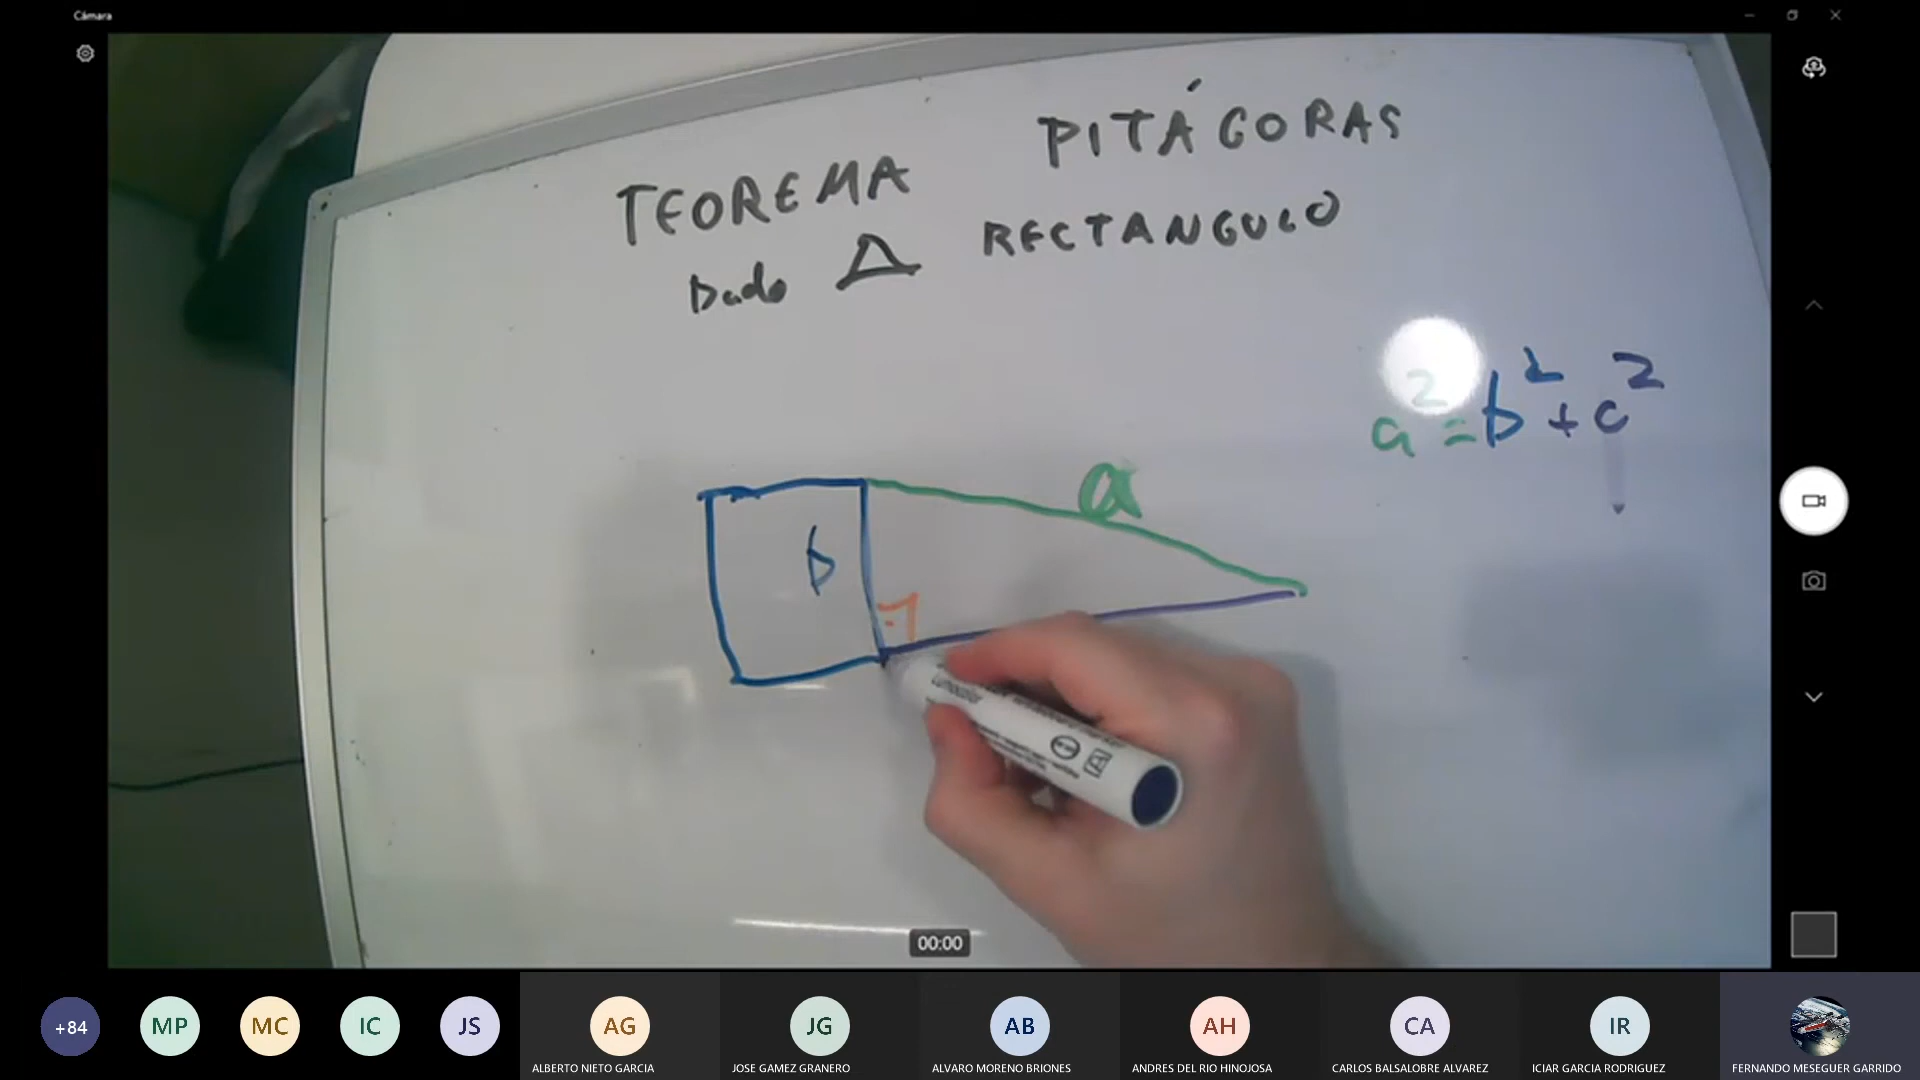 Cámara
TEOREMA PITÁGORAS
Dado △ RECTANGULO
a² = b² + c²
a
b
Lumocolor
00:00
+84
MP
MC
IC
JS
AG
JG
AB
AH
CA
IR
ALBERTO NIETO GARCIA
JOSE GAMEZ GRANERO
ALVARO MORENO BRIONES
ANDRES DEL RIO HINOJOSA
CARLOS BALSALOBRE ALVAREZ
ICIAR GARCIA RODRIGUEZ
FERNANDO MESEGUER GARRIDO